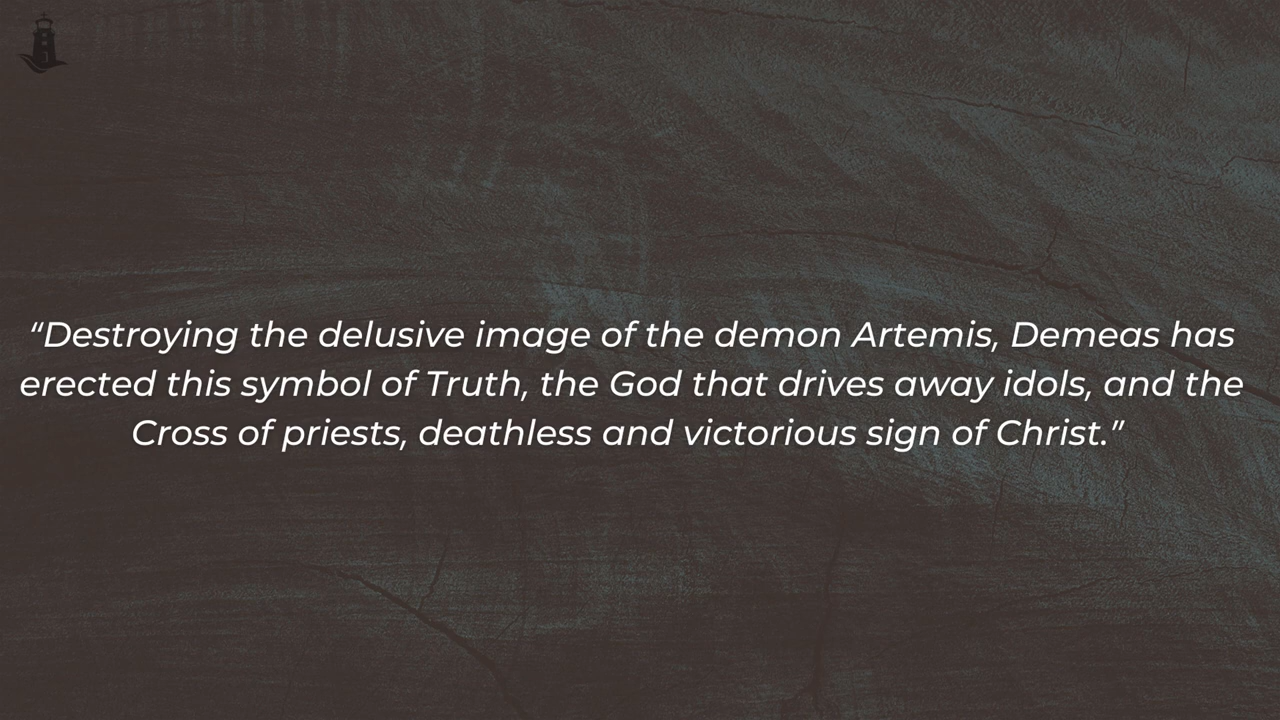 “Destroying the delusive image of the demon Artemis, Demeas has
erected this symbol of Truth, the God that drives away idols, and the
Cross of priests, deathless and victorious sign of Christ.”